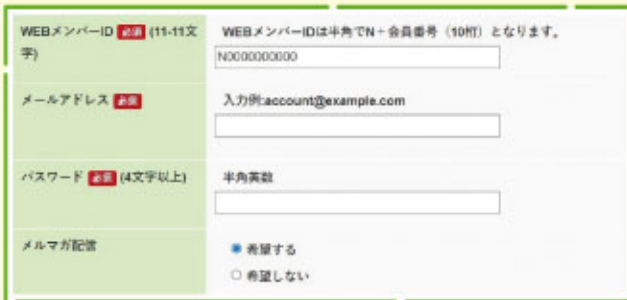 WEBメンバーID 必須 (11-11文
字)
WEBメンバーIDは半角でN+会員番号(10桁)となります。
N0000000000
メールアドレス 必須
入力例:account@example.com
パスワード 必須 (4文字以上)
半角英数
メルマガ配信
希望する
希望しない